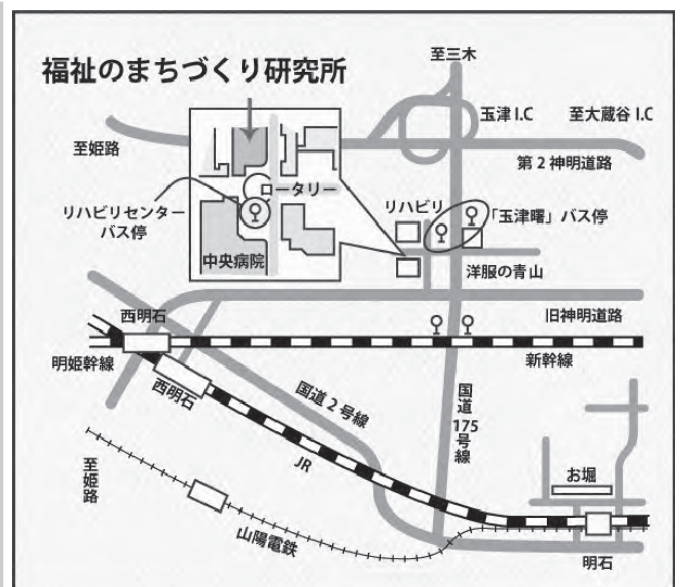 福祉のまちづくり研究所
至三木
玉津 I.C
至大蔵谷 I.C
至姫路
第2神明道路
ータリー
リハビリ
「玉津曙」バス停
リハビリセンター
バス停
中央病院
洋服の青山
西明石
旧神明道路
明姫幹線
新幹線
西明石
国道2号線
国道
175
号線
至姫路
JR
お堀
山陽電鉄
明石